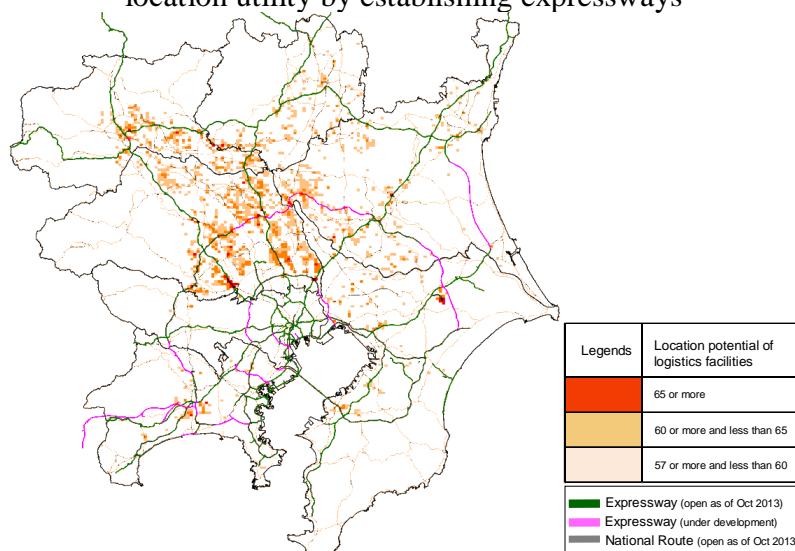 location utility by establishing expressways
Legends
Location potential of
logistics facilities
65 or more
60 or more and less than 65
57 or more and less than 60
Expressway (open as of Oct 2013)
Expressway (under development)
National Route (open as of Oct 2013